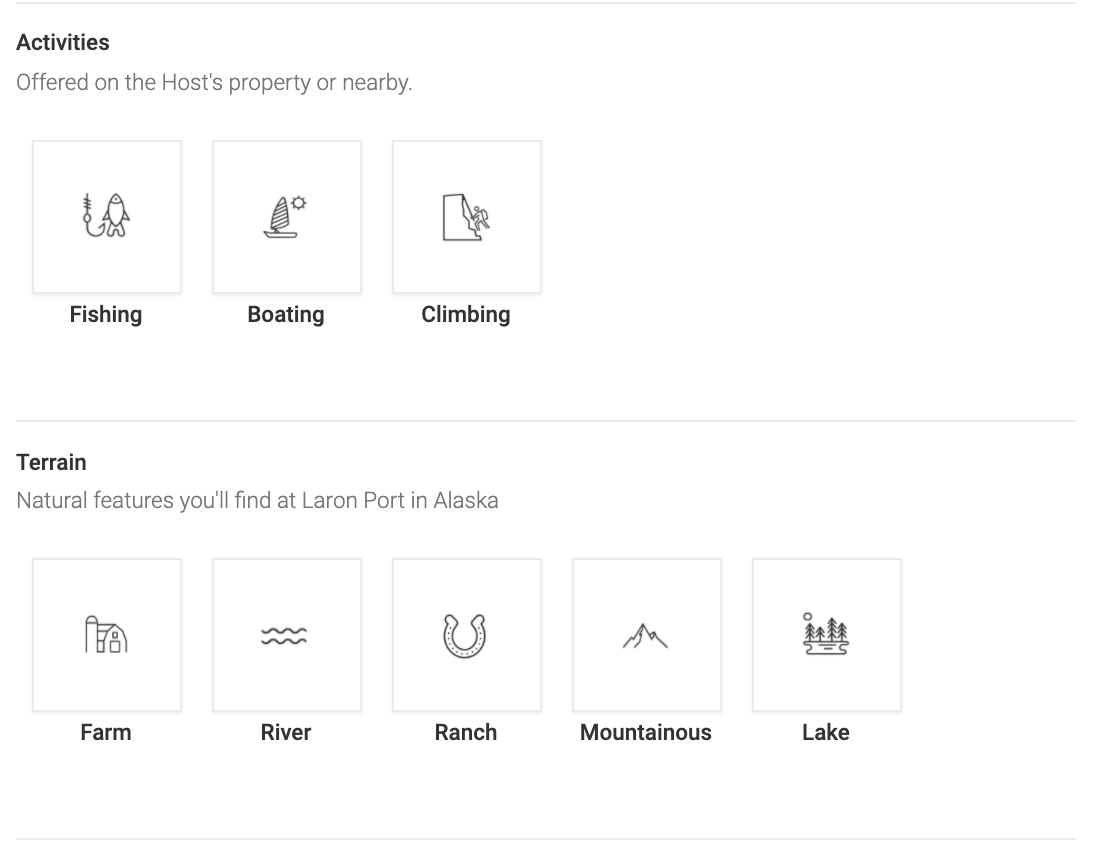 Activities
Offered on the Host's property or nearby.
Fishing
Boating
Climbing
Terrain
Natural features you'll find at Laron Port in Alaska
Farm
River
Ranch
Mountainous
Lake